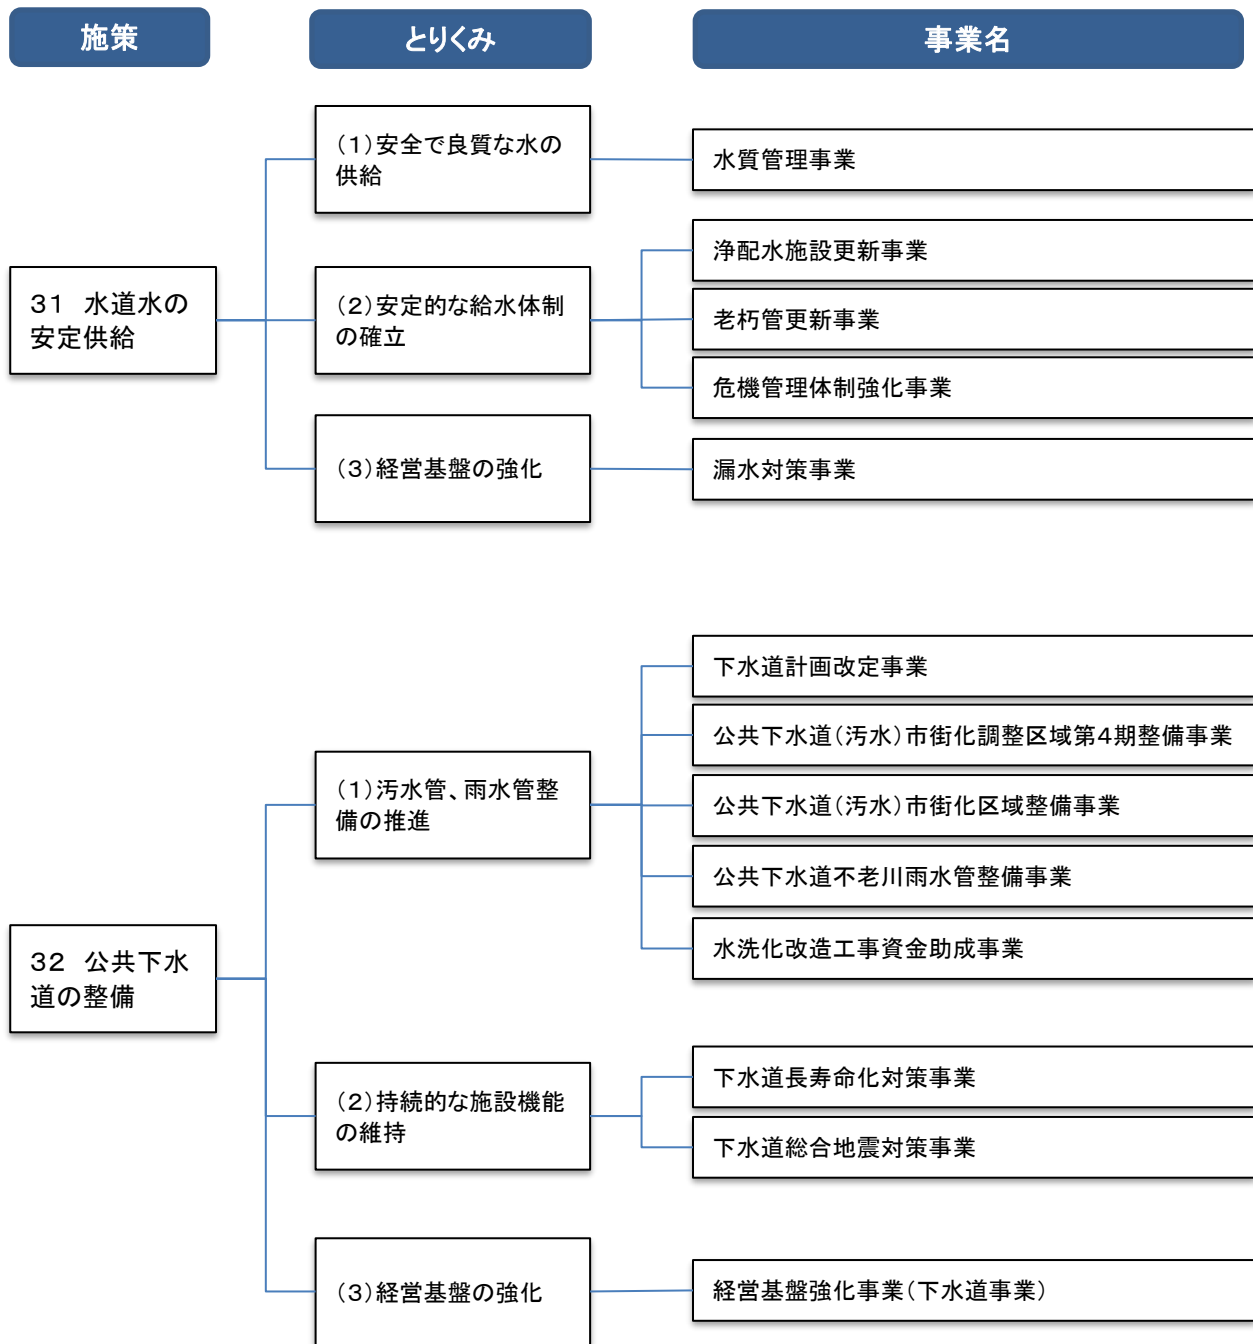 施策
とりくみ
事業名
31　水道水の
安定供給
（1）安全で良質な水の
供給
水質管理事業
（2）安定的な給水体制
の確立
浄配水施設更新事業
老朽管更新事業
危機管理体制強化事業
（3）経営基盤の強化
漏水対策事業
32　公共下水
道の整備
（1）汚水管、雨水管整
備の推進
下水道計画改定事業
公共下水道（汚水）市街化調整区域第4期整備事業
公共下水道（汚水）市街化区域整備事業
公共下水道不老川雨水管整備事業
水洗化改造工事資金助成事業
（2）持続的な施設機能
の維持
下水道長寿命化対策事業
下水道総合地震対策事業
（3）経営基盤の強化
経営基盤強化事業（下水道事業）